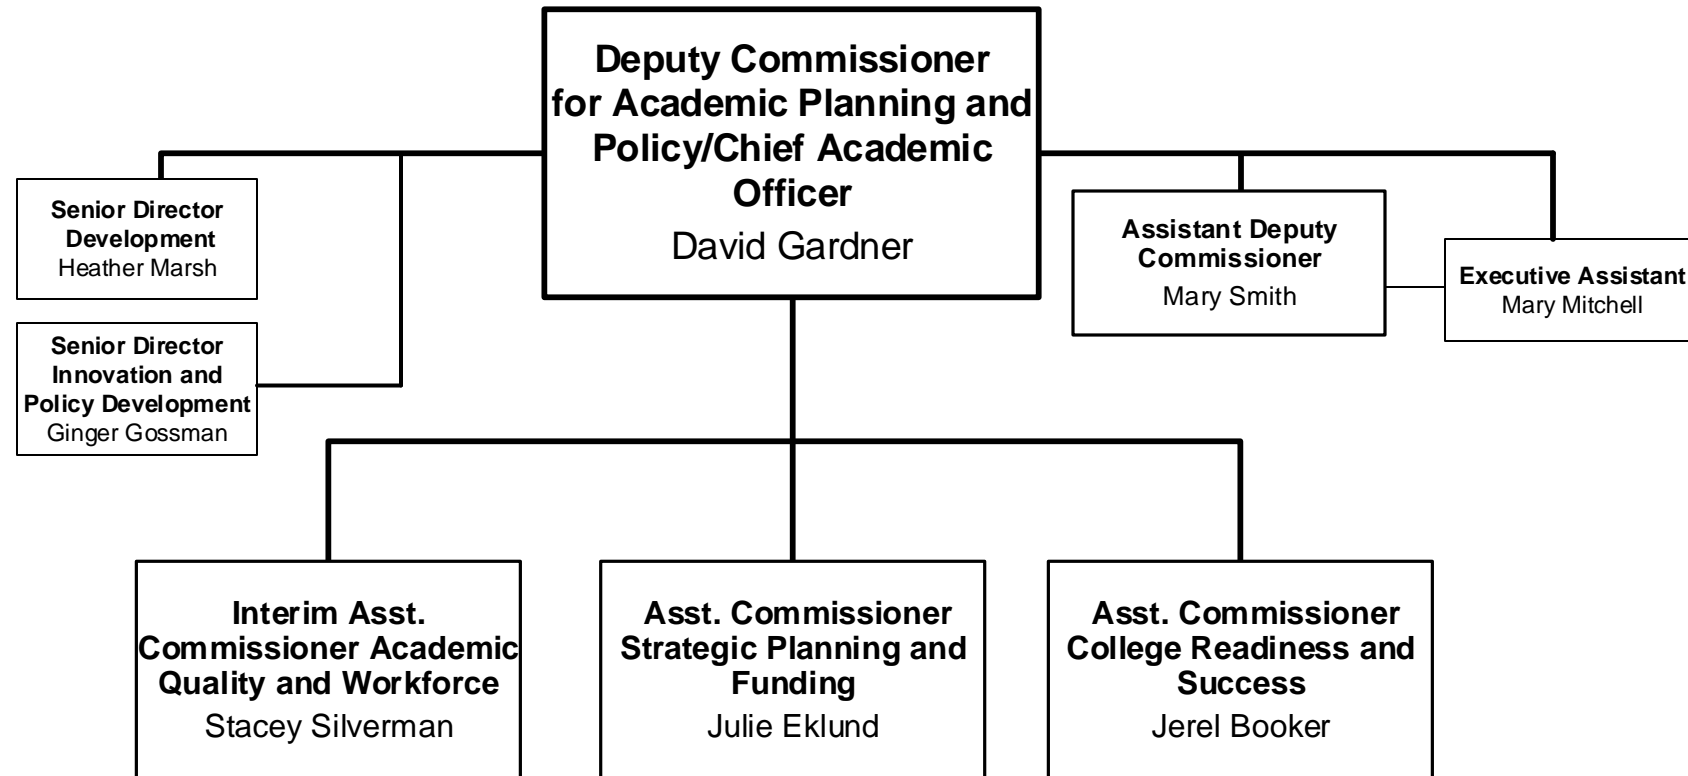 Deputy Commissioner
for Academic Planning and
Policy/Chief Academic
Officer
David Gardner
Senior Director
Development
Heather Marsh
Senior Director
Innovation and
Policy Development
Ginger Gossman
Assistant Deputy
Commissioner
Mary Smith
Executive Assistant
Mary Mitchell
Interim Asst.
Commissioner Academic
Quality and Workforce
Stacey Silverman
Asst. Commissioner
Strategic Planning and
Funding
Julie Eklund
Asst. Commissioner
College Readiness and
Success
Jerel Booker